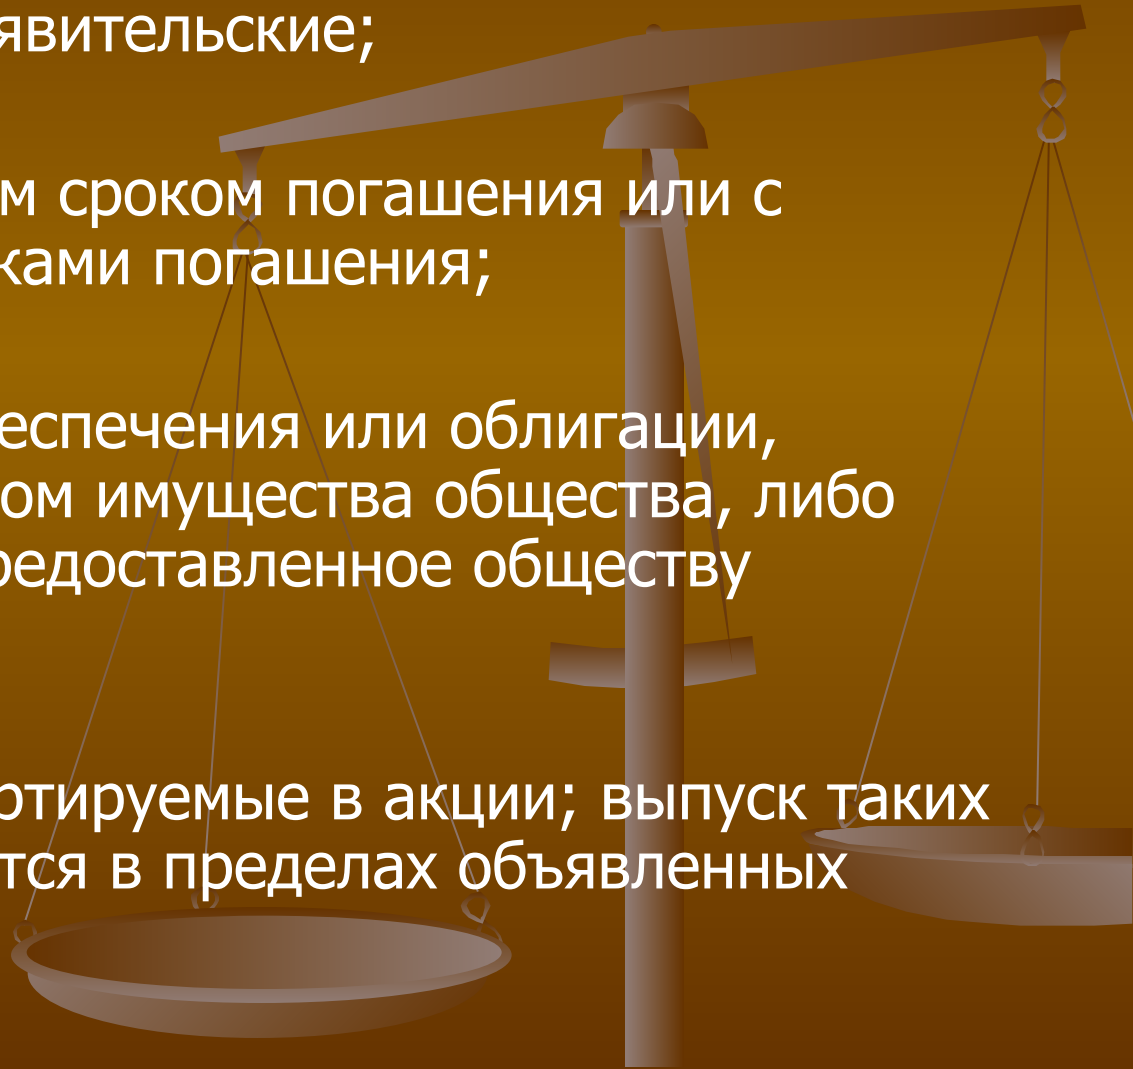 явительские;
м сроком погашения или с
ками погашения;
еспечения или облигации,
ом имущества общества, либо
редоставленное обществу
ртируемые в акции; выпуск таких
тся в пределах объявленных